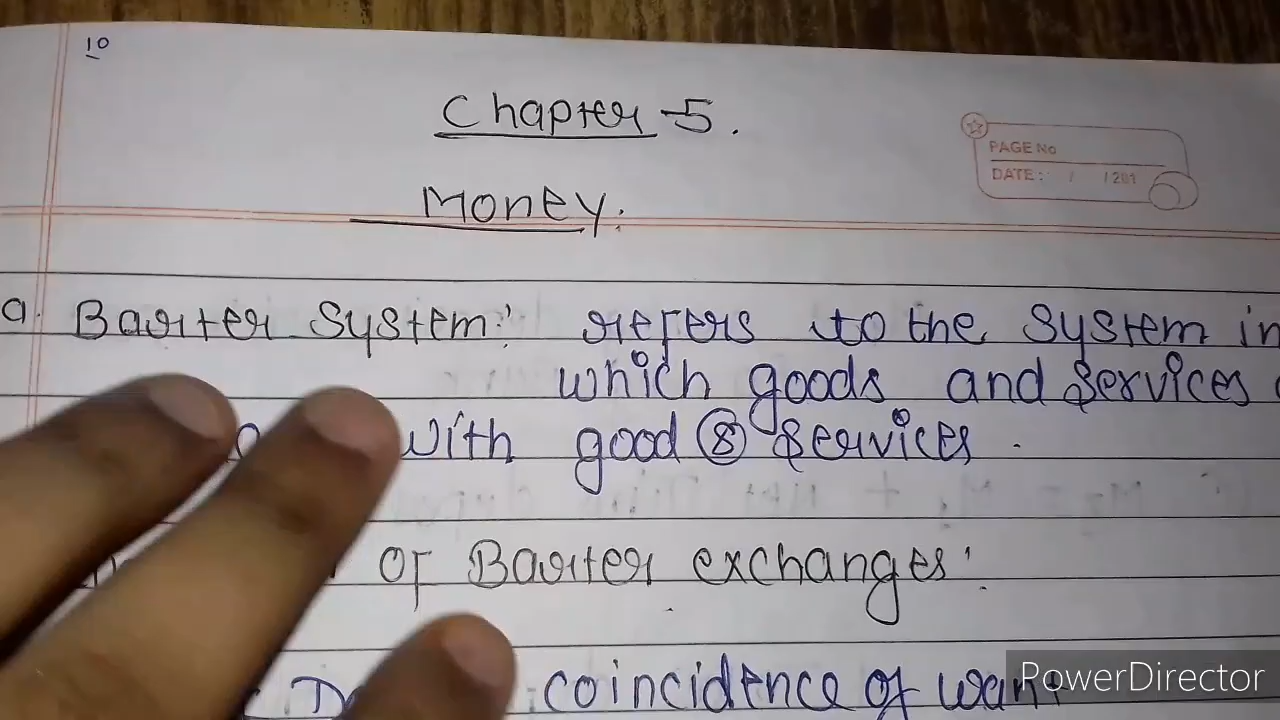 10
Chapter-5.
Money.
PAGE No
DATE: / /201
a. Barter System: refers to the System in
which goods and Services
with good & Services.
of Barter exchanges:
coincidence of want
PowerDirector